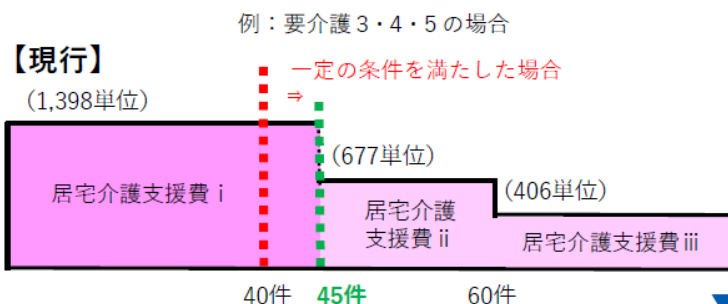 例：要介護3・4・5の場合
【現行】
一定の条件を満たした場合
（1,398単位）
⇒
（677単位）
（406単位）
居宅介護支援費ⅰ
居宅介護
支援費ⅱ
居宅介護支援費ⅲ
40件
45件
60件